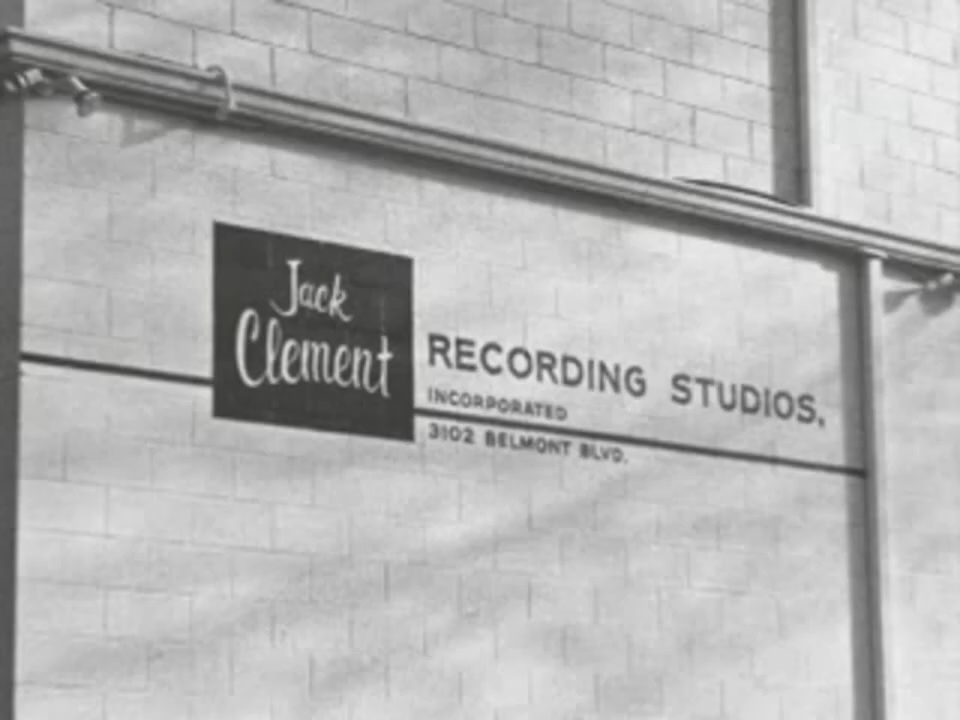 Jack
Clement
RECORDING STUDIOS,
INCORPORATED
3102 BELMONT BLVD.